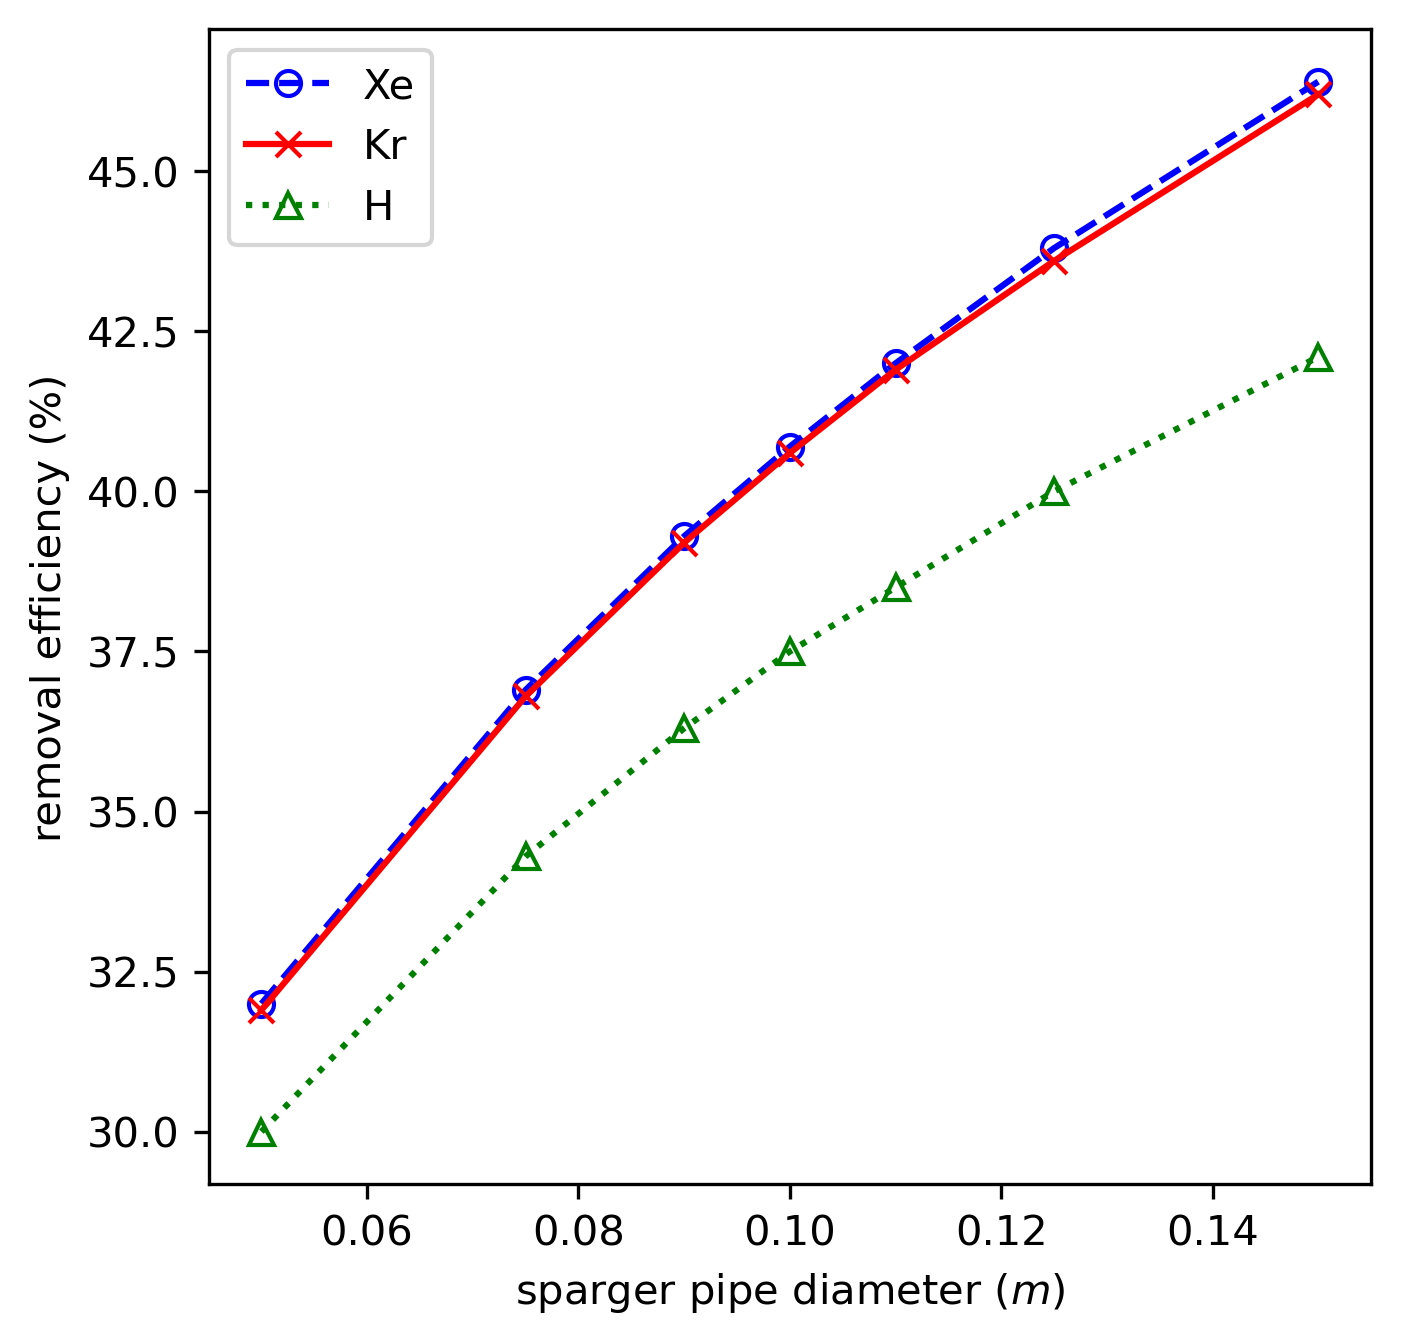 Xe
Kr
H
45.0
42.5
40.0
37.5
35.0
32.5
30.0
removal efficiency (%)
0.06 0.08 0.10 0.12 0.14
sparger pipe diameter (m)